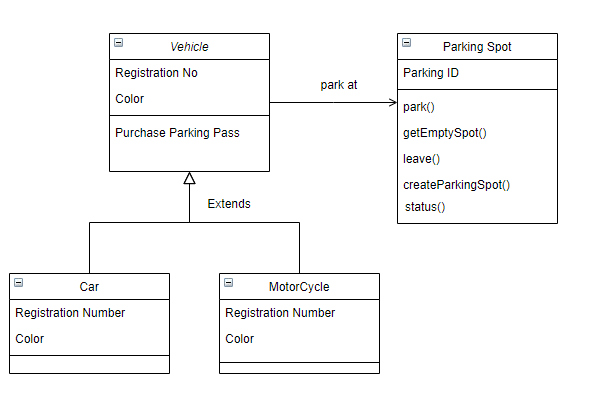 Vehicle
Registration No
Color
Purchase Parking Pass
park at
Parking Spot
Parking ID
park()
getEmptySpot()
leave()
createParkingSpot()
status()
Extends
Car
Registration Number
Color
MotorCycle
Registration Number
Color